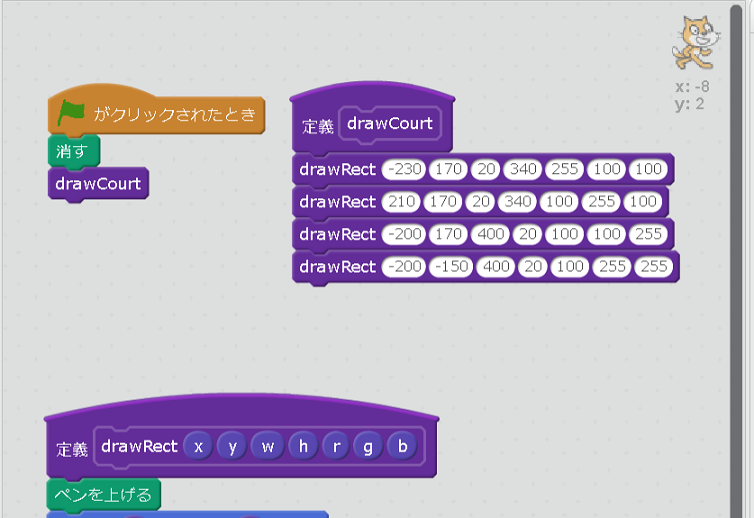 x: -8
y: 2
がクリックされたとき
消す
drawCourt
定義 drawCourt
drawRect -230 170 20 340 255 100 100
drawRect 210 170 20 340 100 255 100
drawRect -200 170 400 20 100 100 255
drawRect -200 -150 400 20 100 255 255
定義 drawRect x y w h r g b
ペンを上げる